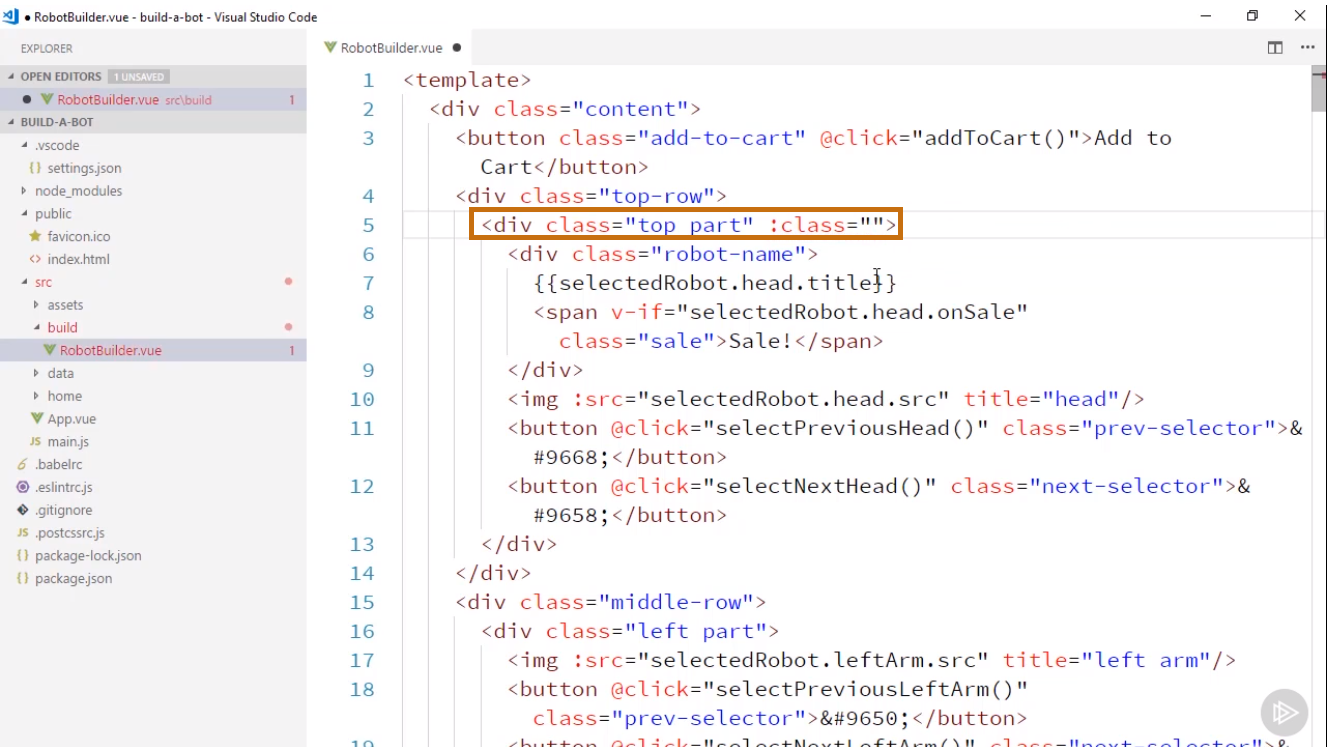 RobotBuilder.vue - build-a-bot - Visual Studio Code
EXPLORER
OPEN EDITORS 1 UNSAVED
RobotBuilder.vue src\build 1
BUILD-A-BOT
.vscode
{} settings.json
node_modules
public
favicon.ico
<> index.html
src
assets
build
RobotBuilder.vue 1
data
home
App.vue
JS main.js
.babelrc
.eslintrc.js
.gitignore
JS .postcssrc.js
{} package-lock.json
{} package.json
RobotBuilder.vue
1 <template>
2 <div class="content">
3 <button class="add-to-cart" @click="addToCart()">Add to
Cart</button>
4 <div class="top-row">
5 <div class="top part" :class="">
6 <div class="robot-name">
7 {{selectedRobot.head.title}}
8 <span v-if="selectedRobot.head.onSale"
class="sale">Sale!</span>
9 </div>
10 <img :src="selectedRobot.head.src" title="head"/>
11 <button @click="selectPreviousHead()" class="prev-selector">&
#9668;</button>
12 <button @click="selectNextHead()" class="next-selector">&
#9658;</button>
13 </div>
14 </div>
15 <div class="middle-row">
16 <div class="left part">
17 <img :src="selectedRobot.leftArm.src" title="left arm"/>
18 <button @click="selectPreviousLeftArm()"
class="prev-selector">&#9650;</button>
19 <button @click="selectNextLeftArm()" class="next-selector">&